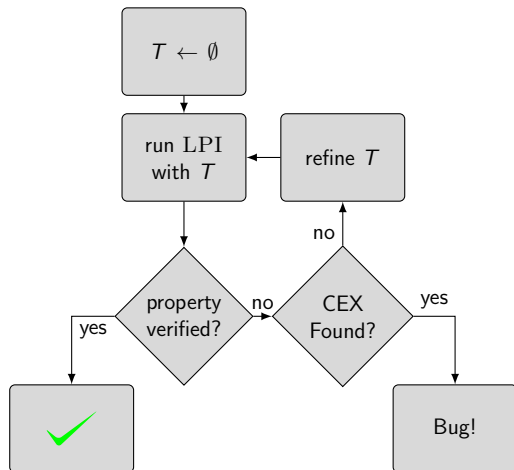 T ← ∅
run LPI
with T
refine T
no
property
verified?
no
CEX
Found?
yes
yes
Bug!